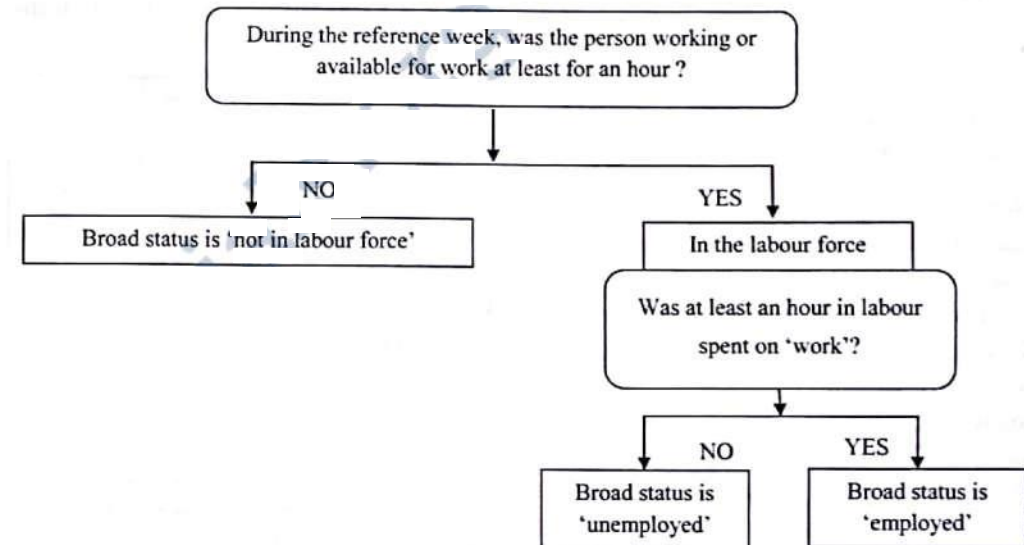 During the reference week, was the person working or
available for work at least for an hour ?
NO
YES
Broad status is 'not in labour force'
In the labour force
Was at least an hour in labour
spent on 'work'?
NO
YES
Broad status is
'unemployed'
Broad status is
'employed'